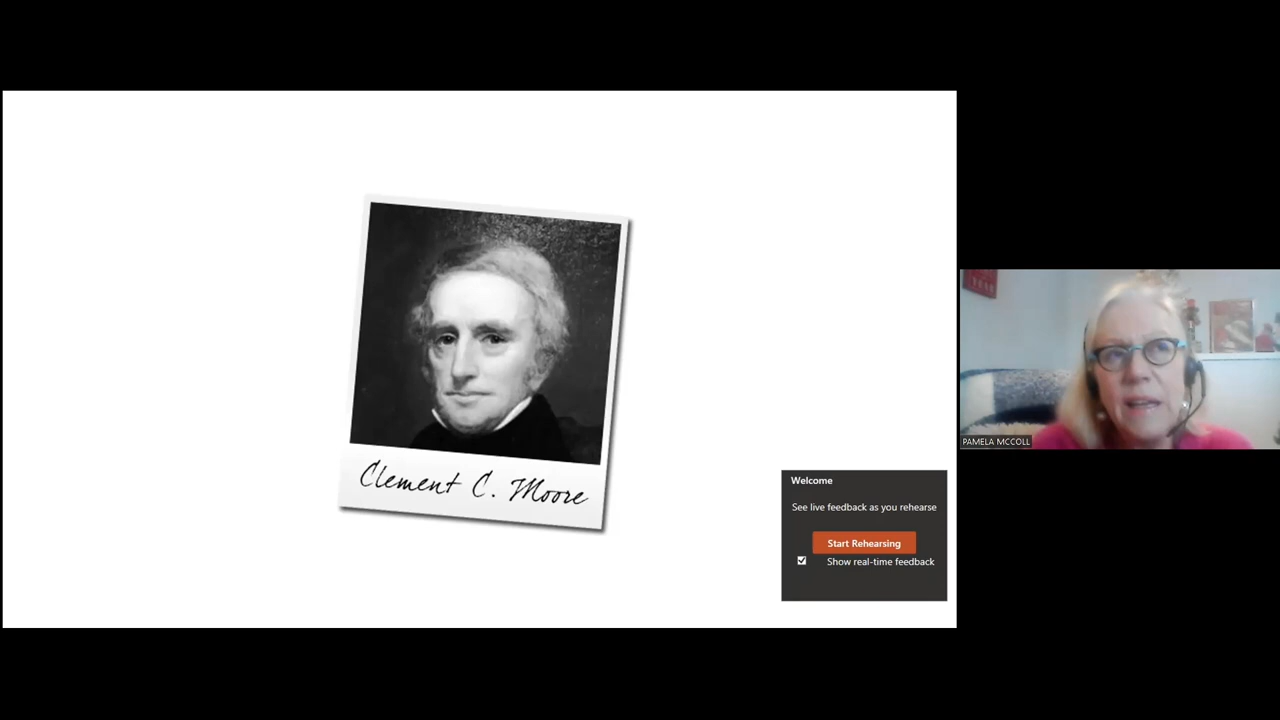 Clement C. Moore
Welcome
See live feedback as you rehearse
Start Rehearsing
Show real-time feedback
PAMELA MCCOLL